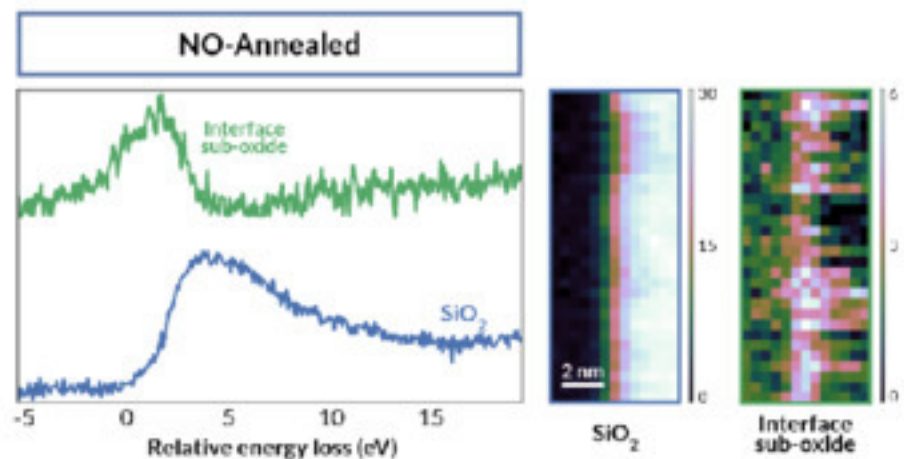 NO-Annealed
Interface
sub-oxide
SiO₂
-5 0 5 10 15
Relative energy loss (eV)
2 nm
30
15
0
SiO₂
6
3
0
Interface
sub-oxide